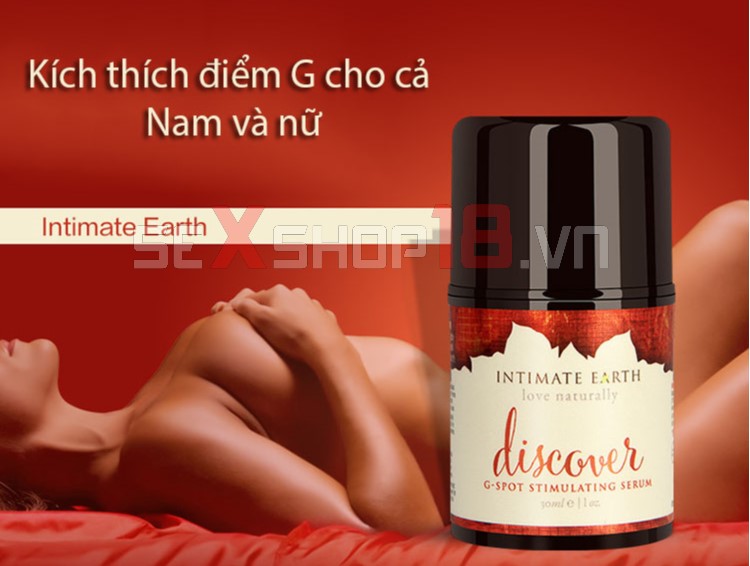 Kích thích điểm G cho cả
Nam và nữ
Intimate Earth
seXshop18.vn
INTIMATE EARTH
love naturally
discover
G-SPOT STIMULATING SERUM
30ml e | 1 oz.